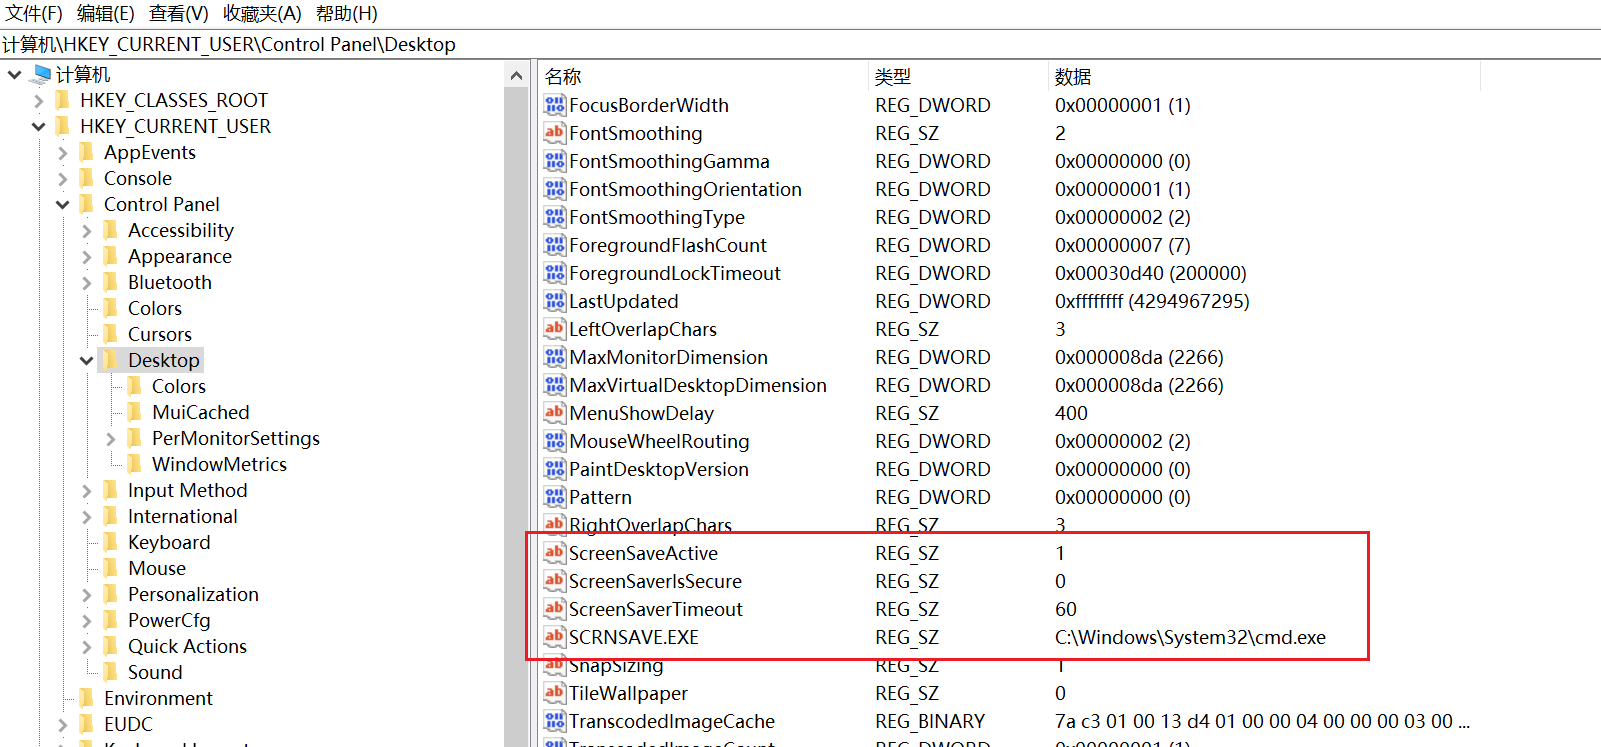 文件(F) 编辑(E) 查看(V) 收藏夹(A) 帮助(H)
计算机\HKEY_CURRENT_USER\Control Panel\Desktop
计算机
HKEY_CLASSES_ROOT
HKEY_CURRENT_USER
AppEvents
Console
Control Panel
Accessibility
Appearance
Bluetooth
Colors
Cursors
Desktop
Colors
MuiCached
PerMonitorSettings
WindowMetrics
Input Method
International
Keyboard
Mouse
Personalization
PowerCfg
Quick Actions
Sound
Environment
EUDC
名称 类型 数据
FocusBorderWidth REG_DWORD 0x00000001 (1)
FontSmoothing REG_SZ 2
FontSmoothingGamma REG_DWORD 0x00000000 (0)
FontSmoothingOrientation REG_DWORD 0x00000001 (1)
FontSmoothingType REG_DWORD 0x00000002 (2)
ForegroundFlashCount REG_DWORD 0x00000007 (7)
ForegroundLockTimeout REG_DWORD 0x00030d40 (200000)
LastUpdated REG_DWORD 0xffffffff (4294967295)
LeftOverlapChars REG_SZ 3
MaxMonitorDimension REG_DWORD 0x000008da (2266)
MaxVirtualDesktopDimension REG_DWORD 0x000008da (2266)
MenuShowDelay REG_SZ 400
MouseWheelRouting REG_DWORD 0x00000002 (2)
PaintDesktopVersion REG_DWORD 0x00000000 (0)
Pattern REG_DWORD 0x00000000 (0)
RightOverlapChars REG_SZ 3
ScreenSaveActive REG_SZ 1
ScreenSaverIsSecure REG_SZ 0
ScreenSaverTimeout REG_SZ 60
SCRNSAVE.EXE REG_SZ C:\Windows\System32\cmd.exe
SnapSizing REG_SZ 1
TileWallpaper REG_SZ 0
TranscodedImageCache REG_BINARY 7a c3 01 00 13 d4 01 00 00 04 00 00 00 03 00 ...
TranscodedImageCount REG_DWORD 0x00000001 (1)